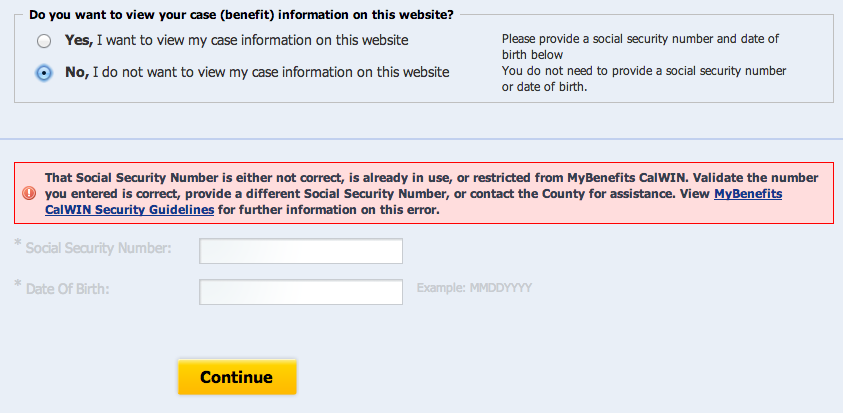 Do you want to view your case (benefit) information on this website?
Yes, I want to view my case information on this website
Please provide a social security number and date of
birth below
No, I do not want to view my case information on this website
You do not need to provide a social security number
or date of birth.
That Social Security Number is either not correct, is already in use, or restricted from MyBenefits CalWIN. Validate the number
you entered is correct, provide a different Social Security Number, or contact the County for assistance. View MyBenefits
CalWIN Security Guidelines for further information on this error.
* Social Security Number:
* Date Of Birth:
Example: MMDDYYYY
Continue